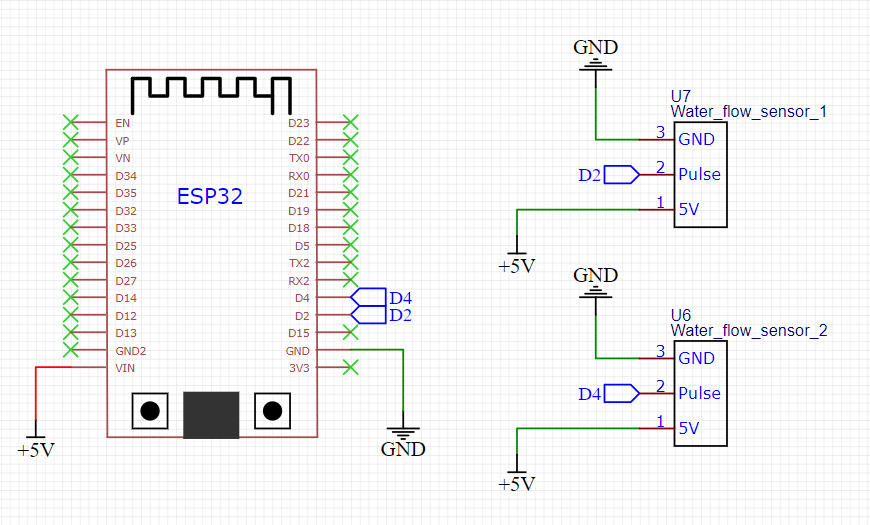 ESP32
EN
VP
VN
D34
D35
D32
D33
D25
D26
D27
D14
D12
D13
GND2
VIN
+5V
D23
D22
TX0
RX0
D21
D19
D18
D5
TX2
RX2
D4 D4
D2 D2
D15
GND
3V3
GND
GND
U7
Water_flow_sensor_1
3 GND
D2 2 Pulse
1 5V
+5V
GND
U6
Water_flow_sensor_2
3 GND
D4 2 Pulse
1 5V
+5V